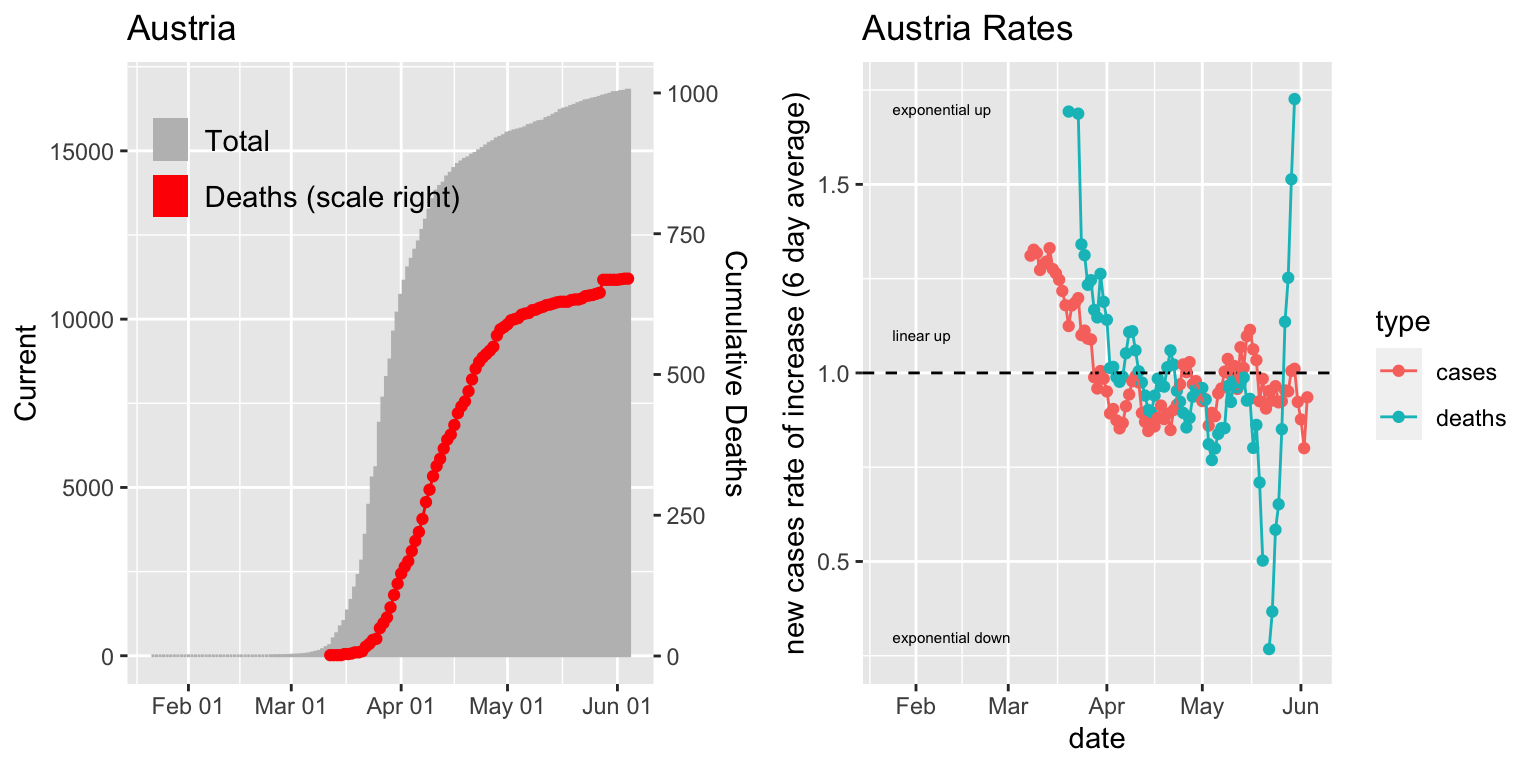 Austria
Total
Deaths (scale right)
15000
10000
5000
0
Current
1000
750
500
250
0
Cumulative Deaths
Feb 01
Mar 01
Apr 01
May 01
Jun 01
Austria Rates
exponential up
linear up
exponential down
1.5
1.0
0.5
new cases rate of increase (6 day average)
Feb
Mar
Apr
May
Jun
date
type
cases
deaths